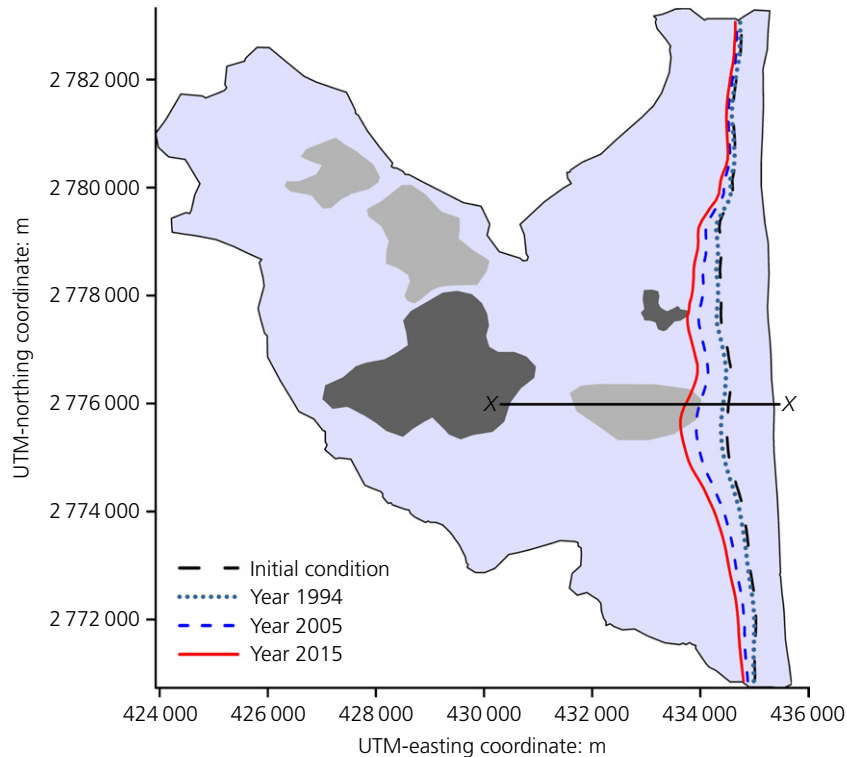 2 782 000
2 780 000
2 778 000
2 776 000
2 774 000
2 772 000
UTM-northing coordinate: m
X X
Initial condition
Year 1994
Year 2005
Year 2015
424 000 426 000 428 000 430 000 432 000 434 000 436 000
UTM-easting coordinate: m